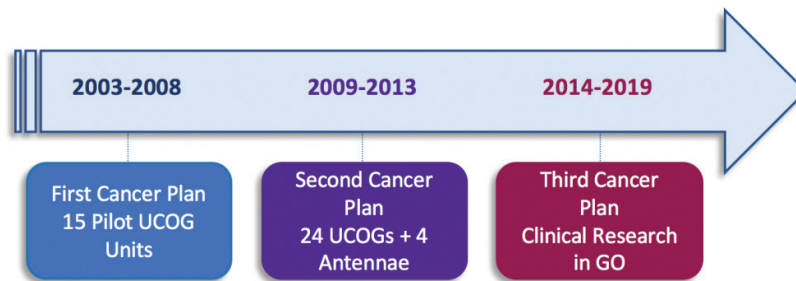 2003-2008
2009-2013
2014-2019
First Cancer Plan
15 Pilot UCOG
Units
Second Cancer
Plan
24 UCOGs + 4
Antennae
Third Cancer
Plan
Clinical Research
in GO